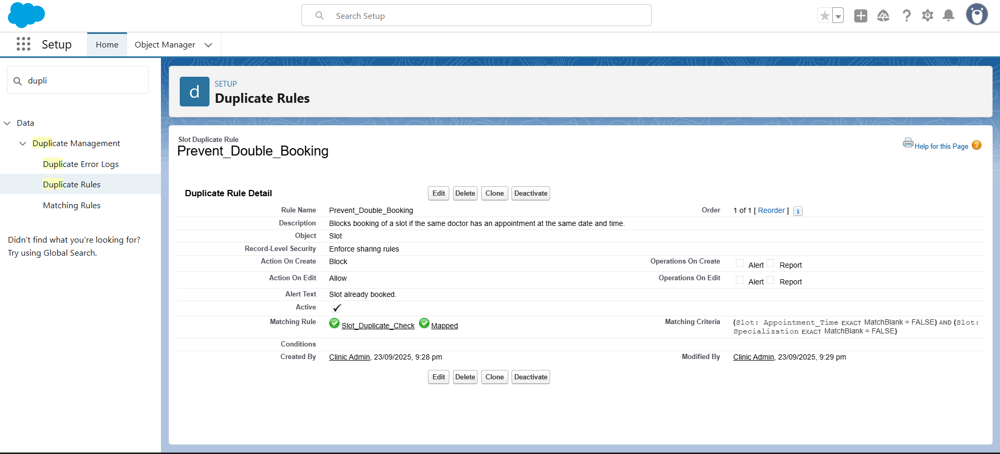 Search Setup
Setup
Home
Object Manager
dupli
Data
Duplicate Management
Duplicate Error Logs
Duplicate Rules
Matching Rules
Didn't find what you're looking for?
Try using Global Search.
d
SETUP
Duplicate Rules
Slot Duplicate Rule
Prevent_Double_Booking
Help for this Page ?
Duplicate Rule Detail
Edit Delete Clone Deactivate
Rule Name Prevent_Double_Booking Order 1 of 1 [ Reorder ] i
Description Blocks booking of a slot if the same doctor has an appointment at the same date and time.
Object Slot
Record-Level Security Enforce sharing rules
Action On Create Block Operations On Create Alert Report
Action On Edit Allow Operations On Edit Alert Report
Alert Text Slot already booked.
Active
Matching Rule Slot_Duplicate_Check Mapped Matching Criteria (Slot: Appointment_Time EXACT MatchBlank = FALSE) AND (Slot:
Specialization EXACT MatchBlank = FALSE)
Conditions
Created By Clinic Admin, 23/09/2025, 9:28 pm Modified By Clinic Admin, 23/09/2025, 9:29 pm
Edit Delete Clone Deactivate